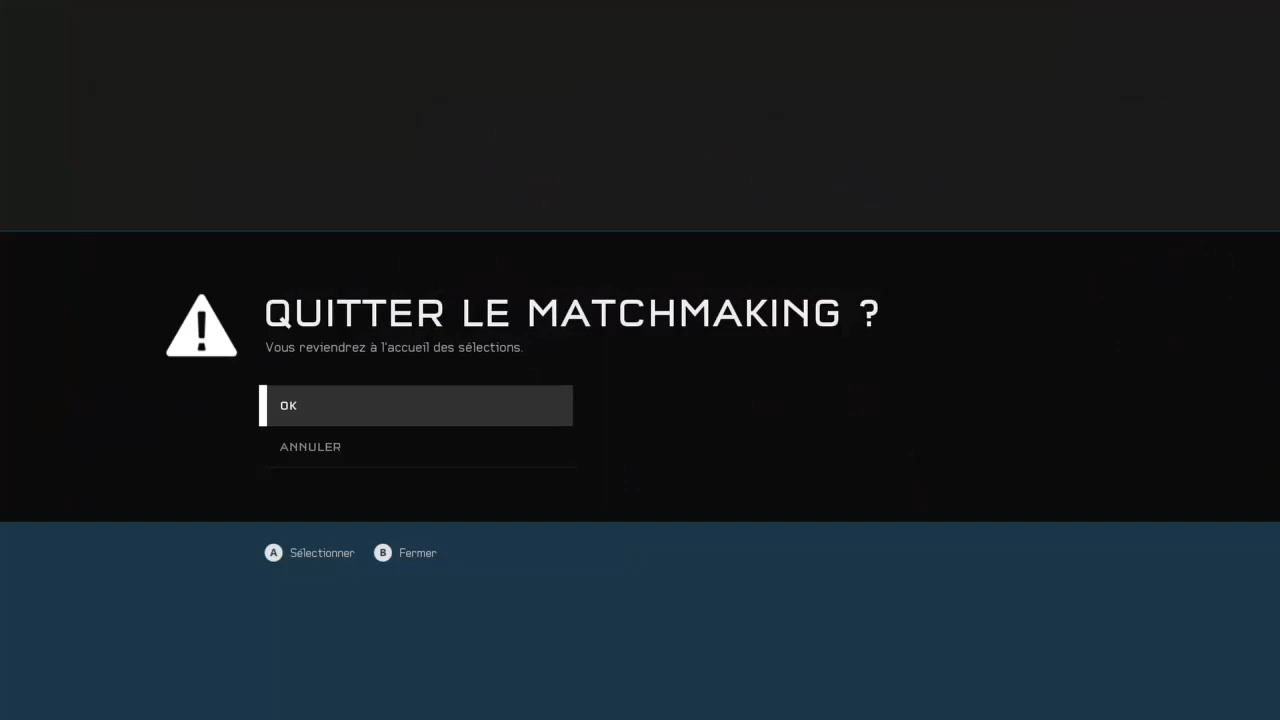 QUITTER LE MATCHMAKING ?
Vous reviendrez à l'accueil des sélections.
OK
ANNULER
A Sélectionner B Fermer